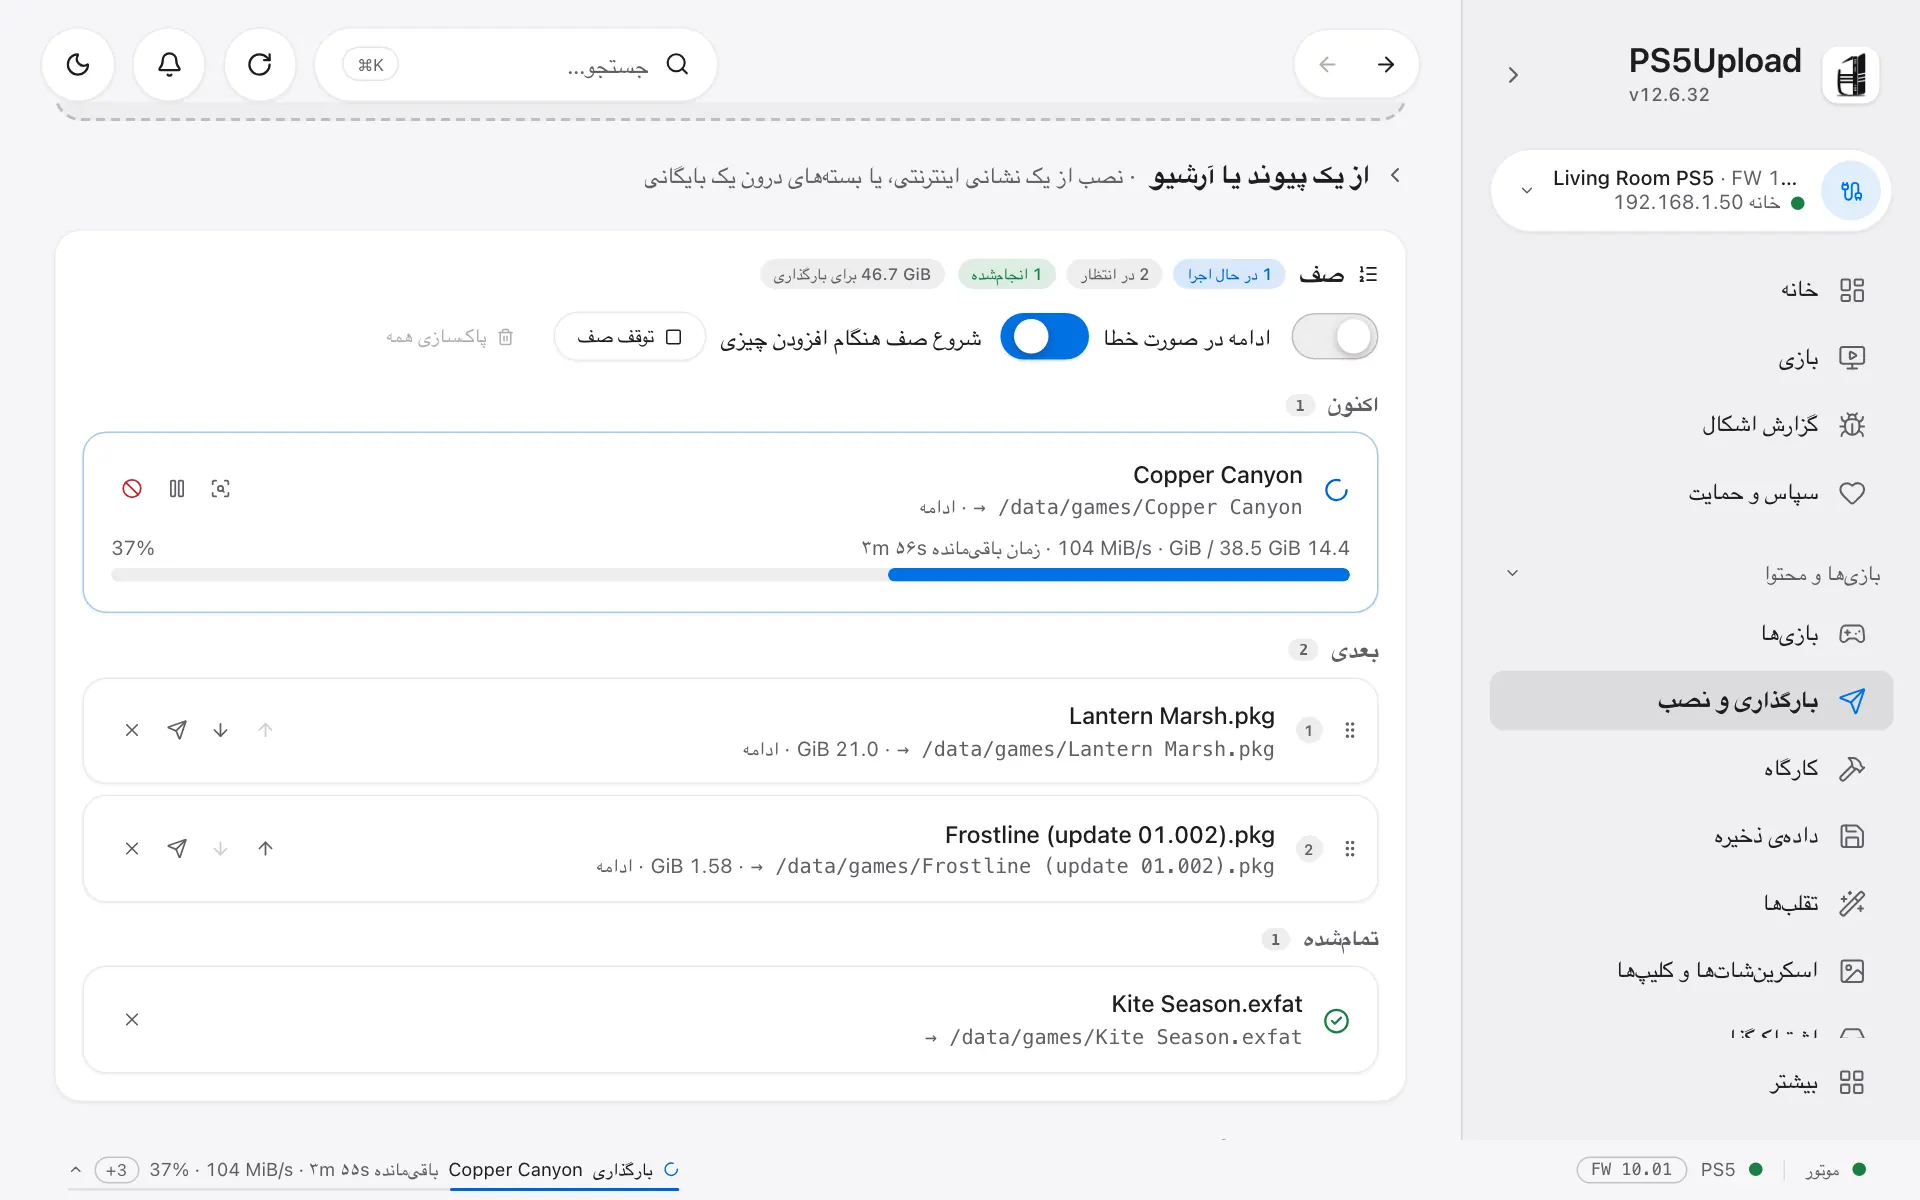 PS5Upload
v12.6.32
Living Room PS5 · FW 1...
خانه 192.168.1.50
خانه
بازی
گزارش اشکال
سپاس و حمایت
بازی‌ها و محتوا
بازی‌ها
بارگذاری و نصب
کارگاه
داده‌ی ذخیره
تقلب‌ها
اسکرین‌شات‌ها و کلیپ‌ها
بیشتر
جستجو...
⌘K
از یک پیوند یا آرشیو · نصب از یک نشانی اینترنتی، یا بسته‌های درون یک بایگانی
صف
1 در حال اجرا
2 در انتظار
1 انجام‌شده
46.7 GiB برای بارگذاری
ادامه در صورت خطا
شروع صف هنگام افزودن چیزی
توقف صف
پاکسازی همه
اکنون 1
Copper Canyon
→ /data/games/Copper Canyon · ادامه
14.4 GiB / 38.5 GiB · 104 MiB/s · زمان باقی‌مانده ۳m ۵۶s
37%
بعدی 2
1
Lantern Marsh.pkg
→ /data/games/Lantern Marsh.pkg · 21.0 GiB · ادامه
2
Frostline (update 01.002).pkg
→ /data/games/Frostline (update 01.002).pkg · 1.58 GiB · ادامه
تمام‌شده 1
Kite Season.exfat
→ /data/games/Kite Season.exfat
موتور
PS5
FW 10.01
بارگذاری Copper Canyon
37% · 104 MiB/s · ۳m ۵۵s باقی‌مانده
+3